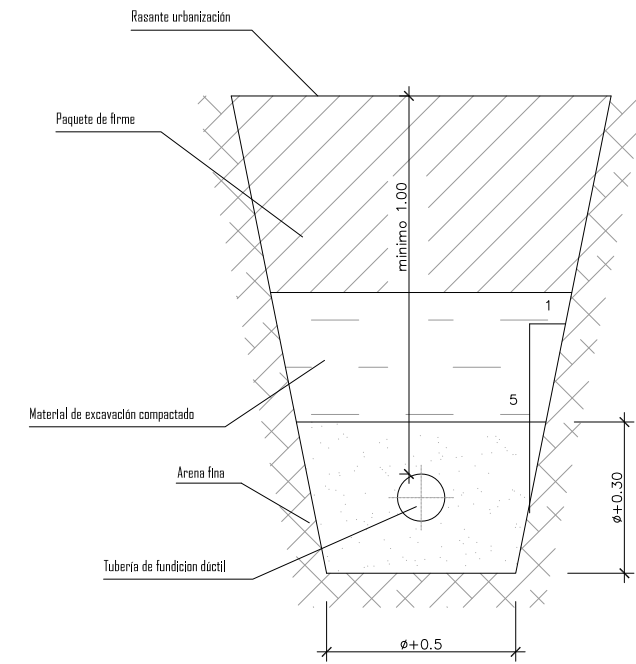 Rasante urbanización
Paquete de firme
minimo 1.00
1
5
Material de excavación compactado
Arena fina
ø+0.30
Tubería de fundicion dúctil
ø+0.5